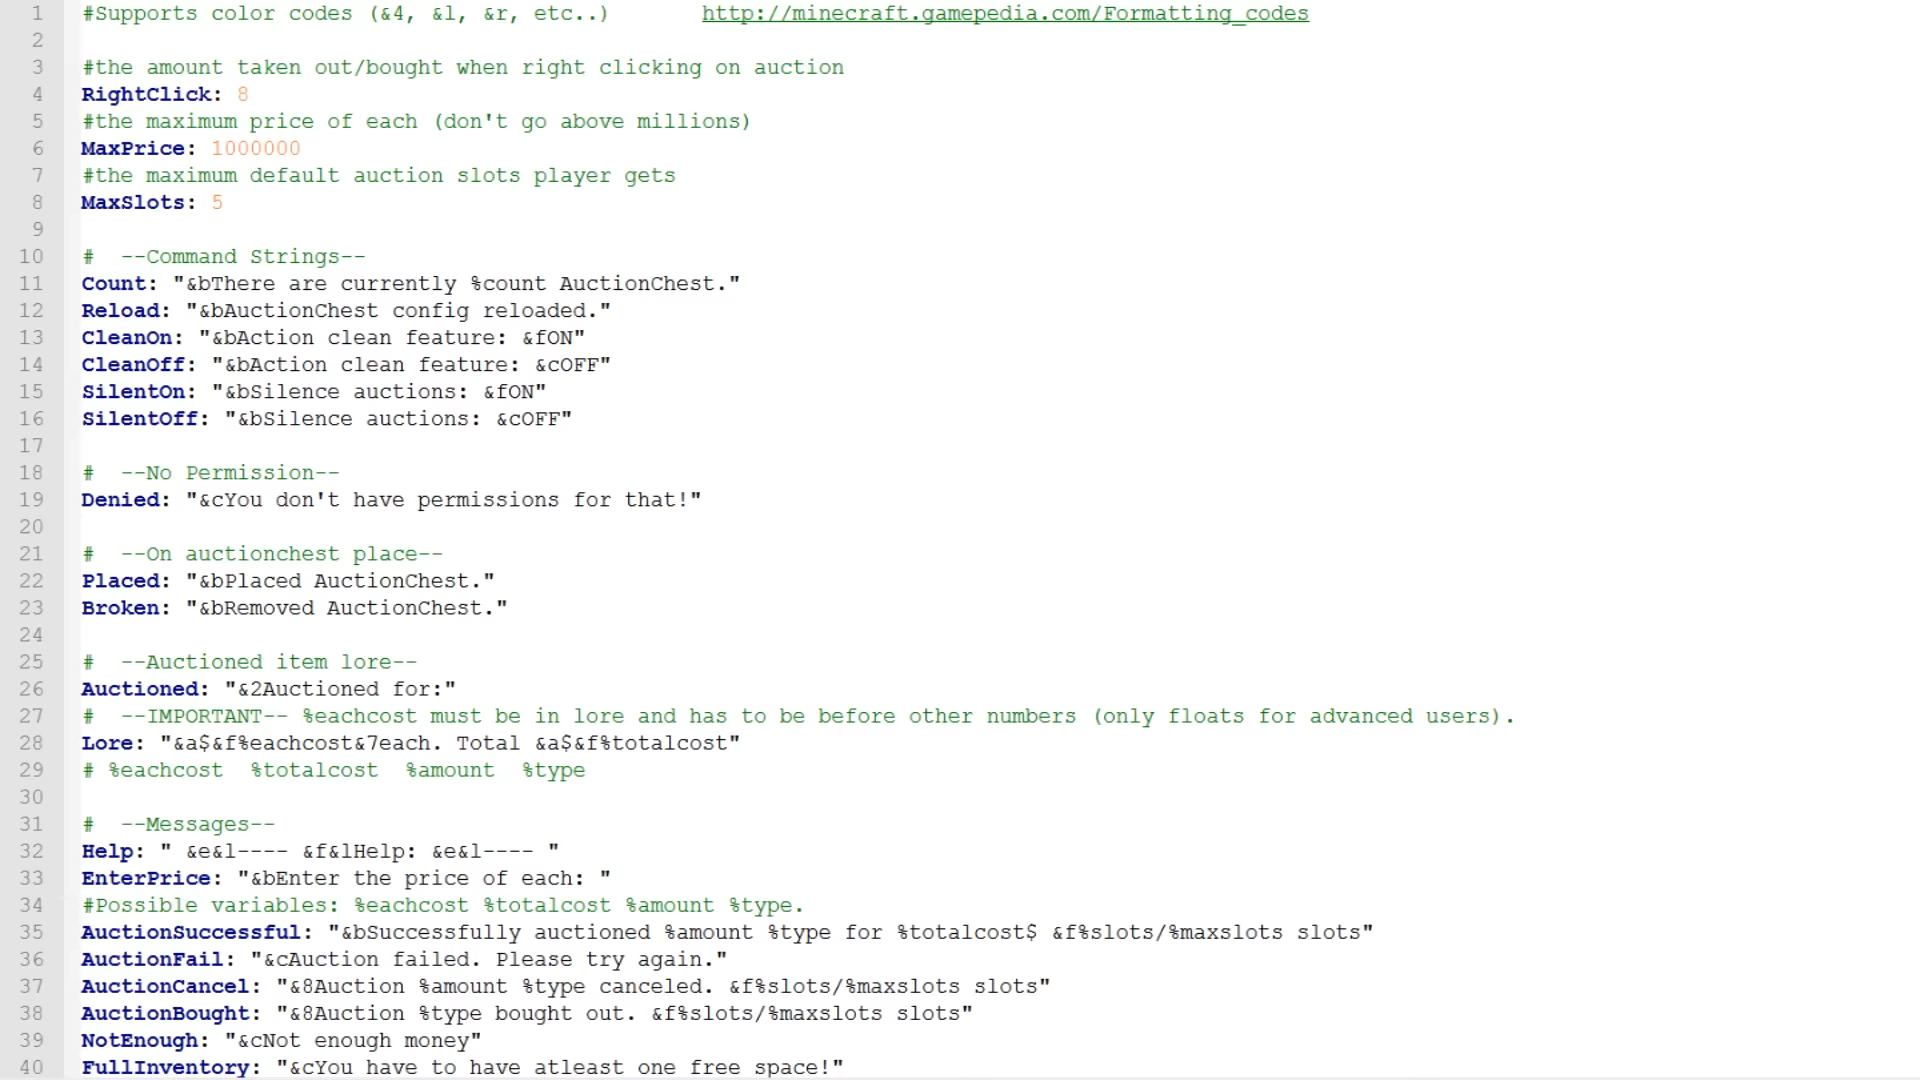 1 #Supports color codes (&4, &l, &r, etc..) http://minecraft.gamepedia.com/Formatting_codes
2
3 #the amount taken out/bought when right clicking on auction
4 RightClick: 8
5 #the maximum price of each (don't go above millions)
6 MaxPrice: 1000000
7 #the maximum default auction slots player gets
8 MaxSlots: 5
9
10 # --Command Strings--
11 Count: "&bThere are currently %count AuctionChest."
12 Reload: "&bAuctionChest config reloaded."
13 CleanOn: "&bAction clean feature: &fON"
14 CleanOff: "&bAction clean feature: &cOFF"
15 SilentOn: "&bSilence auctions: &fON"
16 SilentOff: "&bSilence auctions: &cOFF"
17
18 # --No Permission--
19 Denied: "&cYou don't have permissions for that!"
20
21 # --On auctionchest place--
22 Placed: "&bPlaced AuctionChest."
23 Broken: "&bRemoved AuctionChest."
24
25 # --Auctioned item lore--
26 Auctioned: "&2Auctioned for:"
27 # --IMPORTANT-- %eachcost must be in lore and has to be before other numbers (only floats for advanced users).
28 Lore: "&a$&f%eachcost&7each. Total &a$&f%totalcost"
29 # %eachcost %totalcost %amount %type
30
31 # --Messages--
32 Help: " &e&l---- &f&lHelp: &e&l---- "
33 EnterPrice: "&bEnter the price of each: "
34 #Possible variables: %eachcost %totalcost %amount %type.
35 AuctionSuccessful: "&bSuccessfully auctioned %amount %type for %totalcost$ &f%slots/%maxslots slots"
36 AuctionFail: "&cAuction failed. Please try again."
37 AuctionCancel: "&8Auction %amount %type canceled. &f%slots/%maxslots slots"
38 AuctionBought: "&8Auction %type bought out. &f%slots/%maxslots slots"
39 NotEnough: "&cNot enough money"
40 FullInventory: "&cYou have to have atleast one free space!"